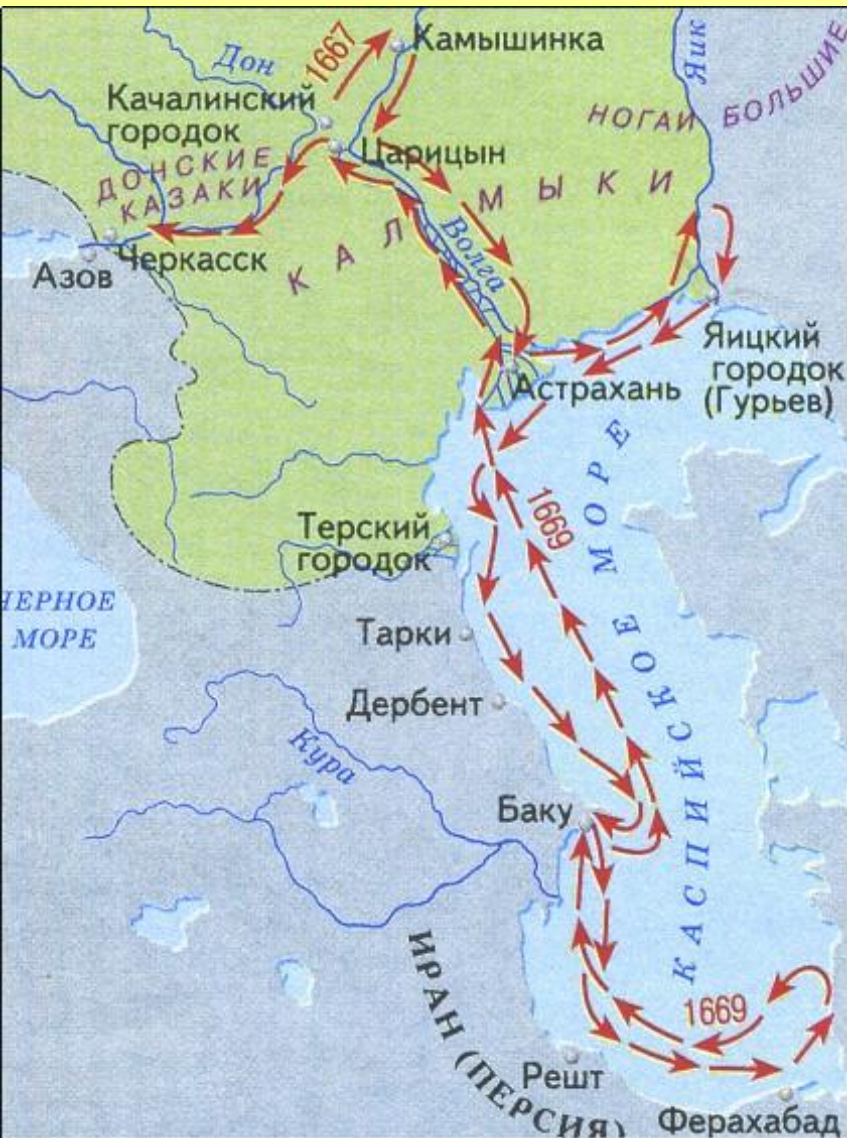 Дон
1667
Камышинка
Яик
Качалинский
городок
НОГАИ БОЛЬШИЕ
ДОНСКИЕ
КАЗАКИ
Царицын
КАЛМЫКИ
Волга
Азов
Черкасск
Яицкий
городок
(Гурьев)
Астрахань
1669
Терский
городок
ЧЕРНОЕ
МОРЕ
Тарки
Дербент
КАСПИЙСКОЕ МОРЕ
Кура
Баку
ИРАН (ПЕРСИЯ)
1669
Решт
Ферахабад